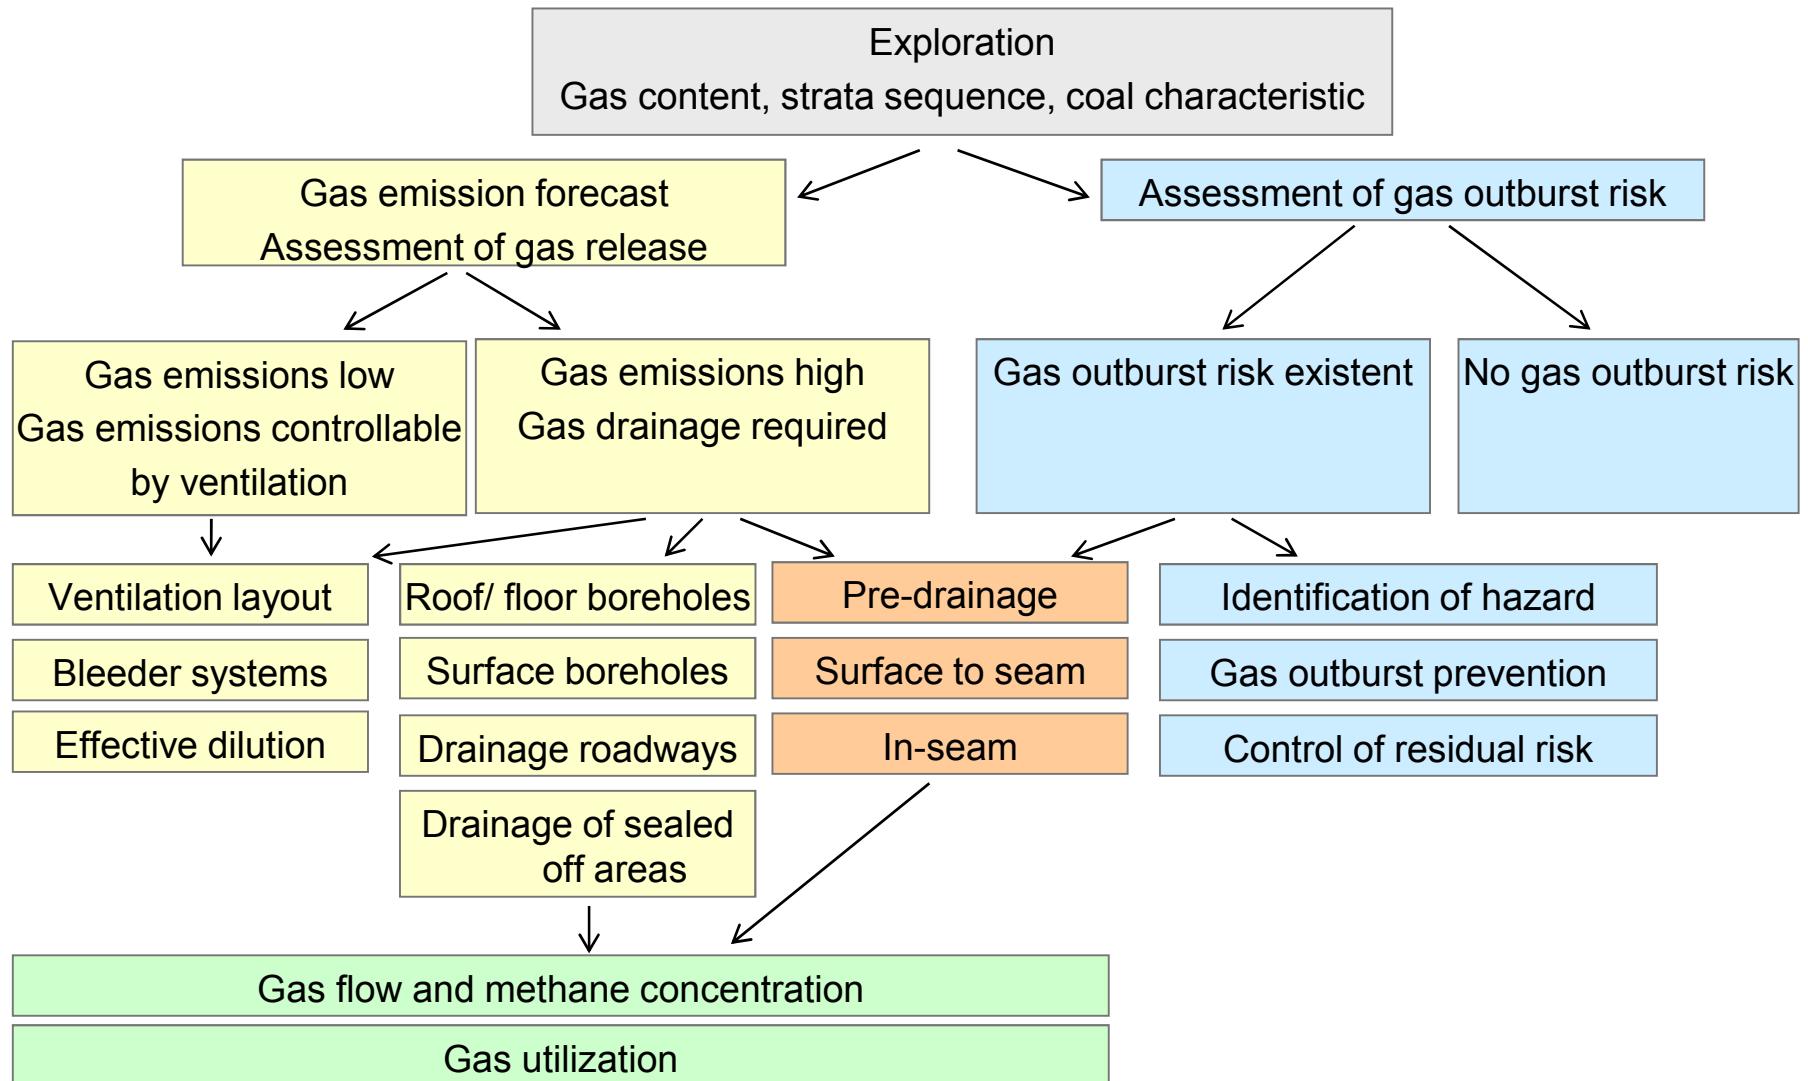 Exploration
Gas content, strata sequence, coal characteristic
Gas emission forecast
Assessment of gas release
Assessment of gas outburst risk
Gas emissions low
Gas emissions controllable
by ventilation
Gas emissions high
Gas drainage required
Gas outburst risk existent
No gas outburst risk
Ventilation layout
Bleeder systems
Effective dilution
Roof/ floor boreholes
Surface boreholes
Drainage roadways
Drainage of sealed
off areas
Pre-drainage
Surface to seam
In-seam
Identification of hazard
Gas outburst prevention
Control of residual risk
Gas flow and methane concentration
Gas utilization